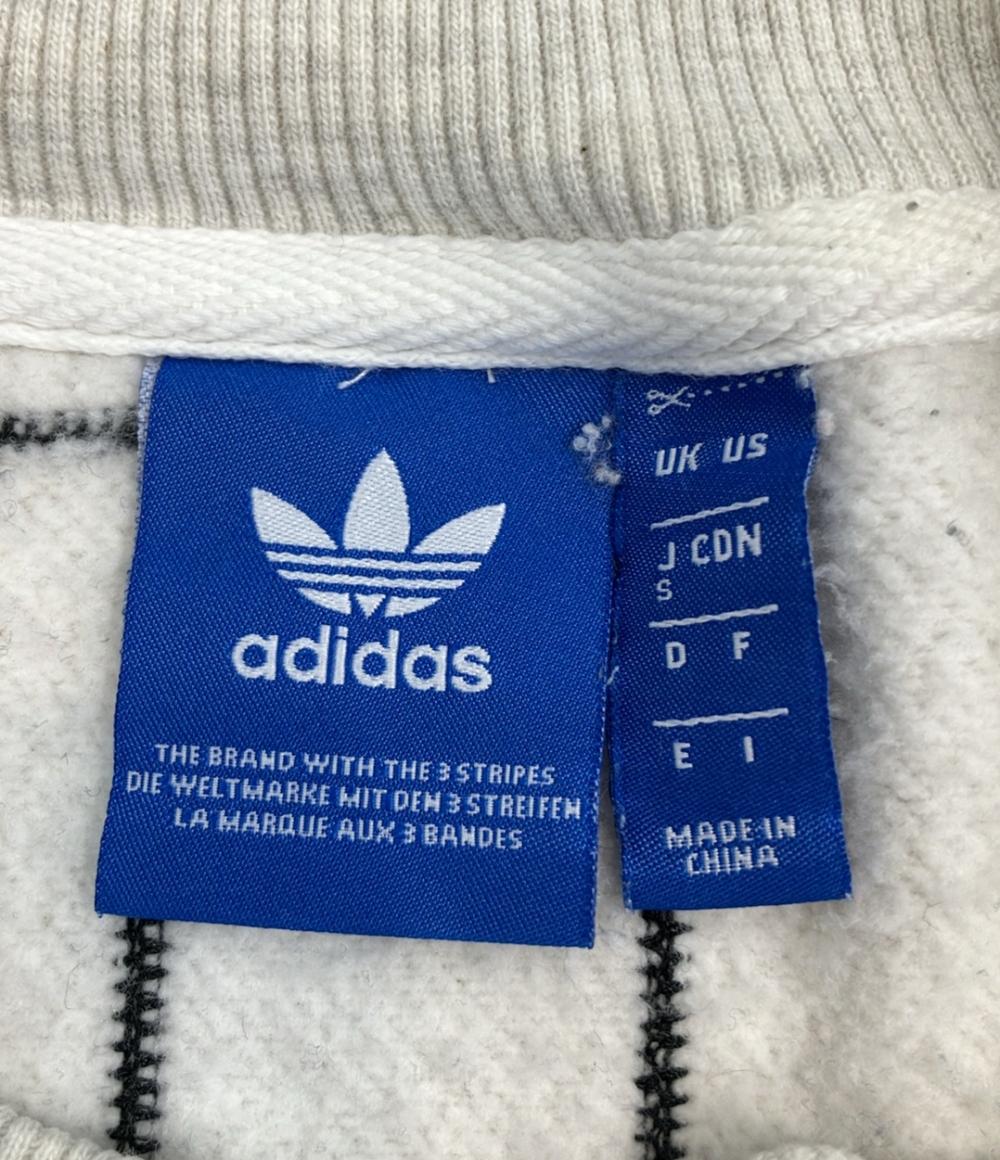 adidas
THE BRAND WITH THE 3 STRIPES
DIE WELTMARKE MIT DEN 3 STREIFEN
LA MARQUE AUX 3 BANDES
UK US
J CDN
S
D F
E I
MADE IN
CHINA